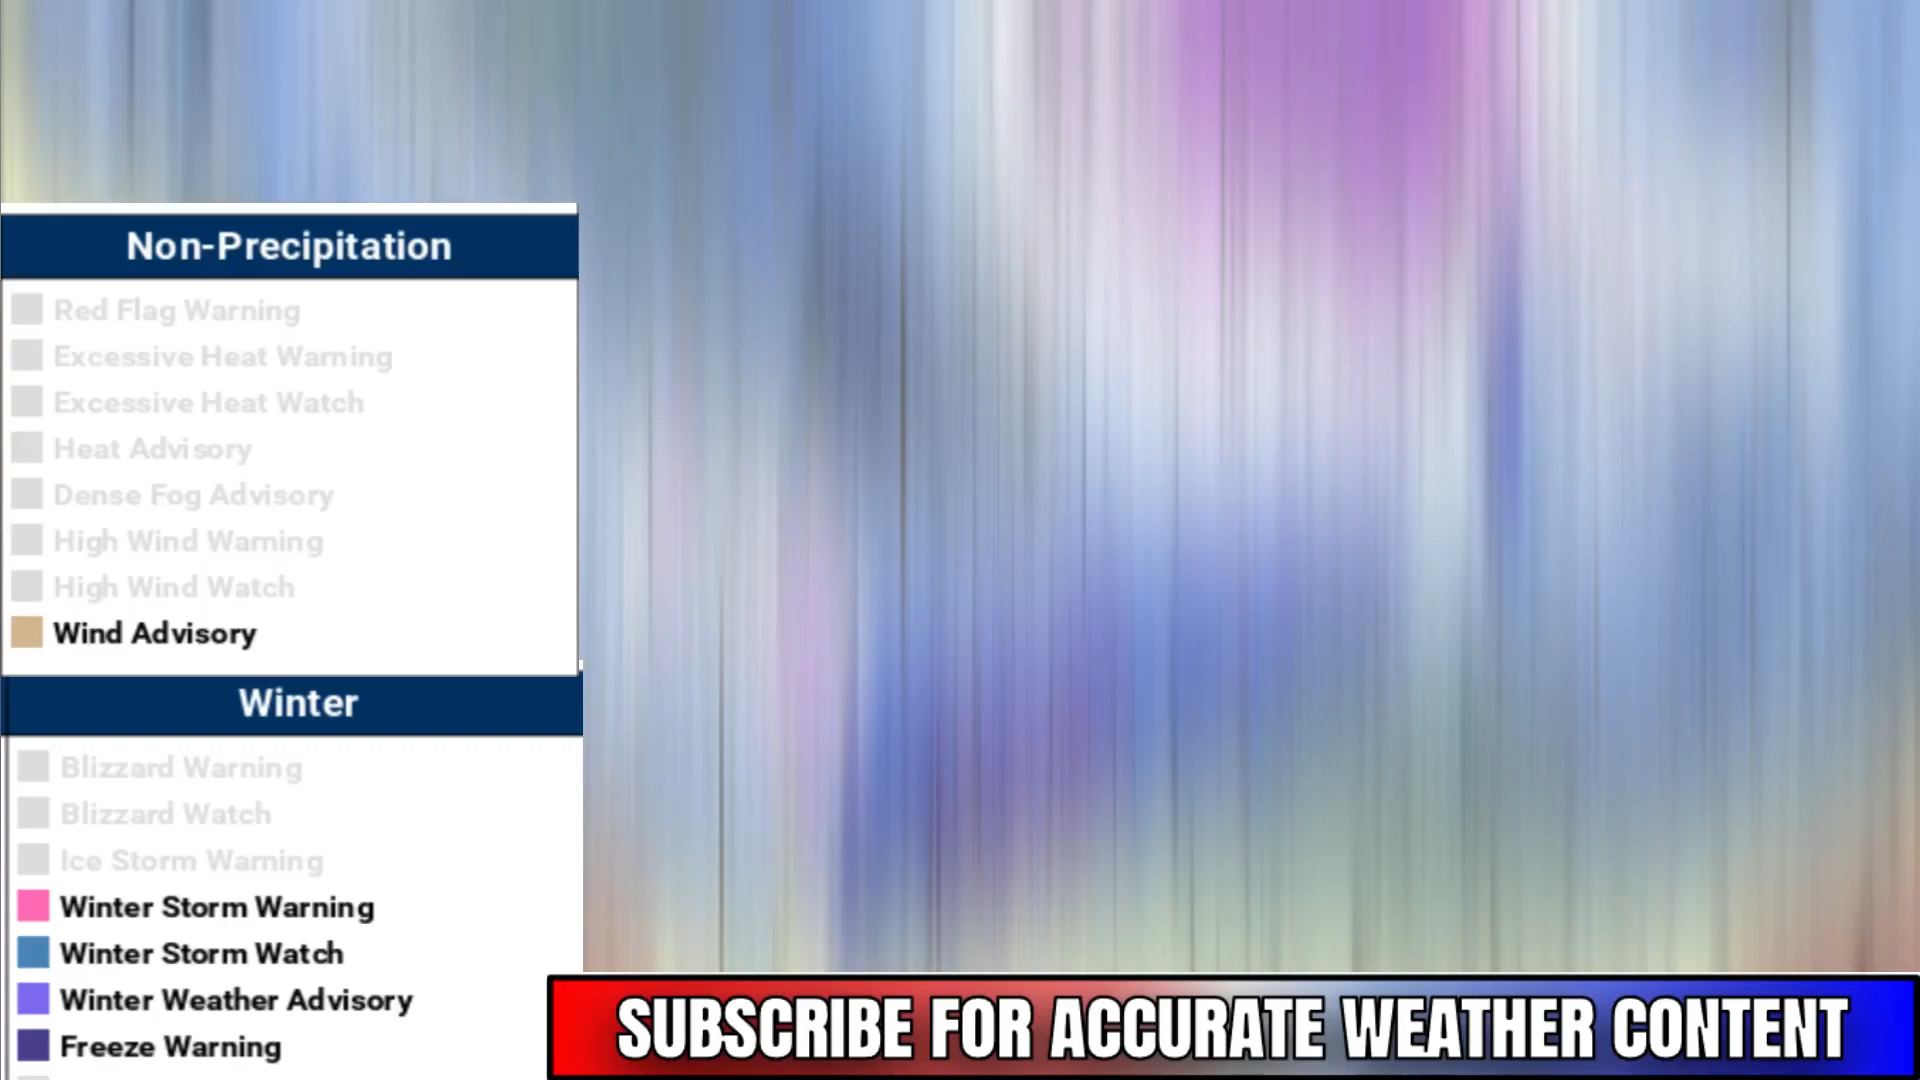 Non-Precipitation
Red Flag Warning
Excessive Heat Warning
Excessive Heat Watch
Heat Advisory
Dense Fog Advisory
High Wind Warning
High Wind Watch
Wind Advisory
Winter
Blizzard Warning
Blizzard Watch
Ice Storm Warning
Winter Storm Warning
Winter Storm Watch
Winter Weather Advisory
Freeze Warning
SUBSCRIBE FOR ACCURATE WEATHER CONTENT